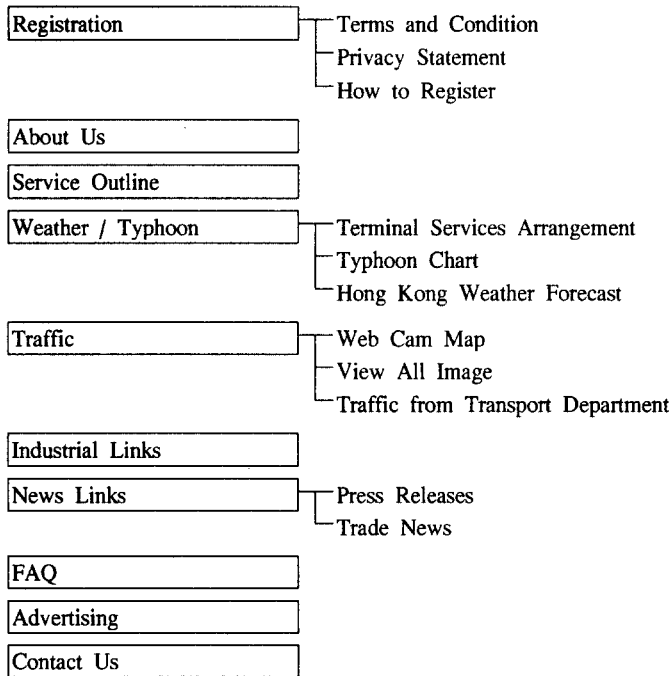 Registration
Terms and Condition
Privacy Statement
How to Register
About Us
Service Outline
Weather / Typhoon
Terminal Services Arrangement
Typhoon Chart
Hong Kong Weather Forecast
Traffic
Web Cam Map
View All Image
Traffic from Transport Department
Industrial Links
News Links
Press Releases
Trade News
FAQ
Advertising
Contact Us